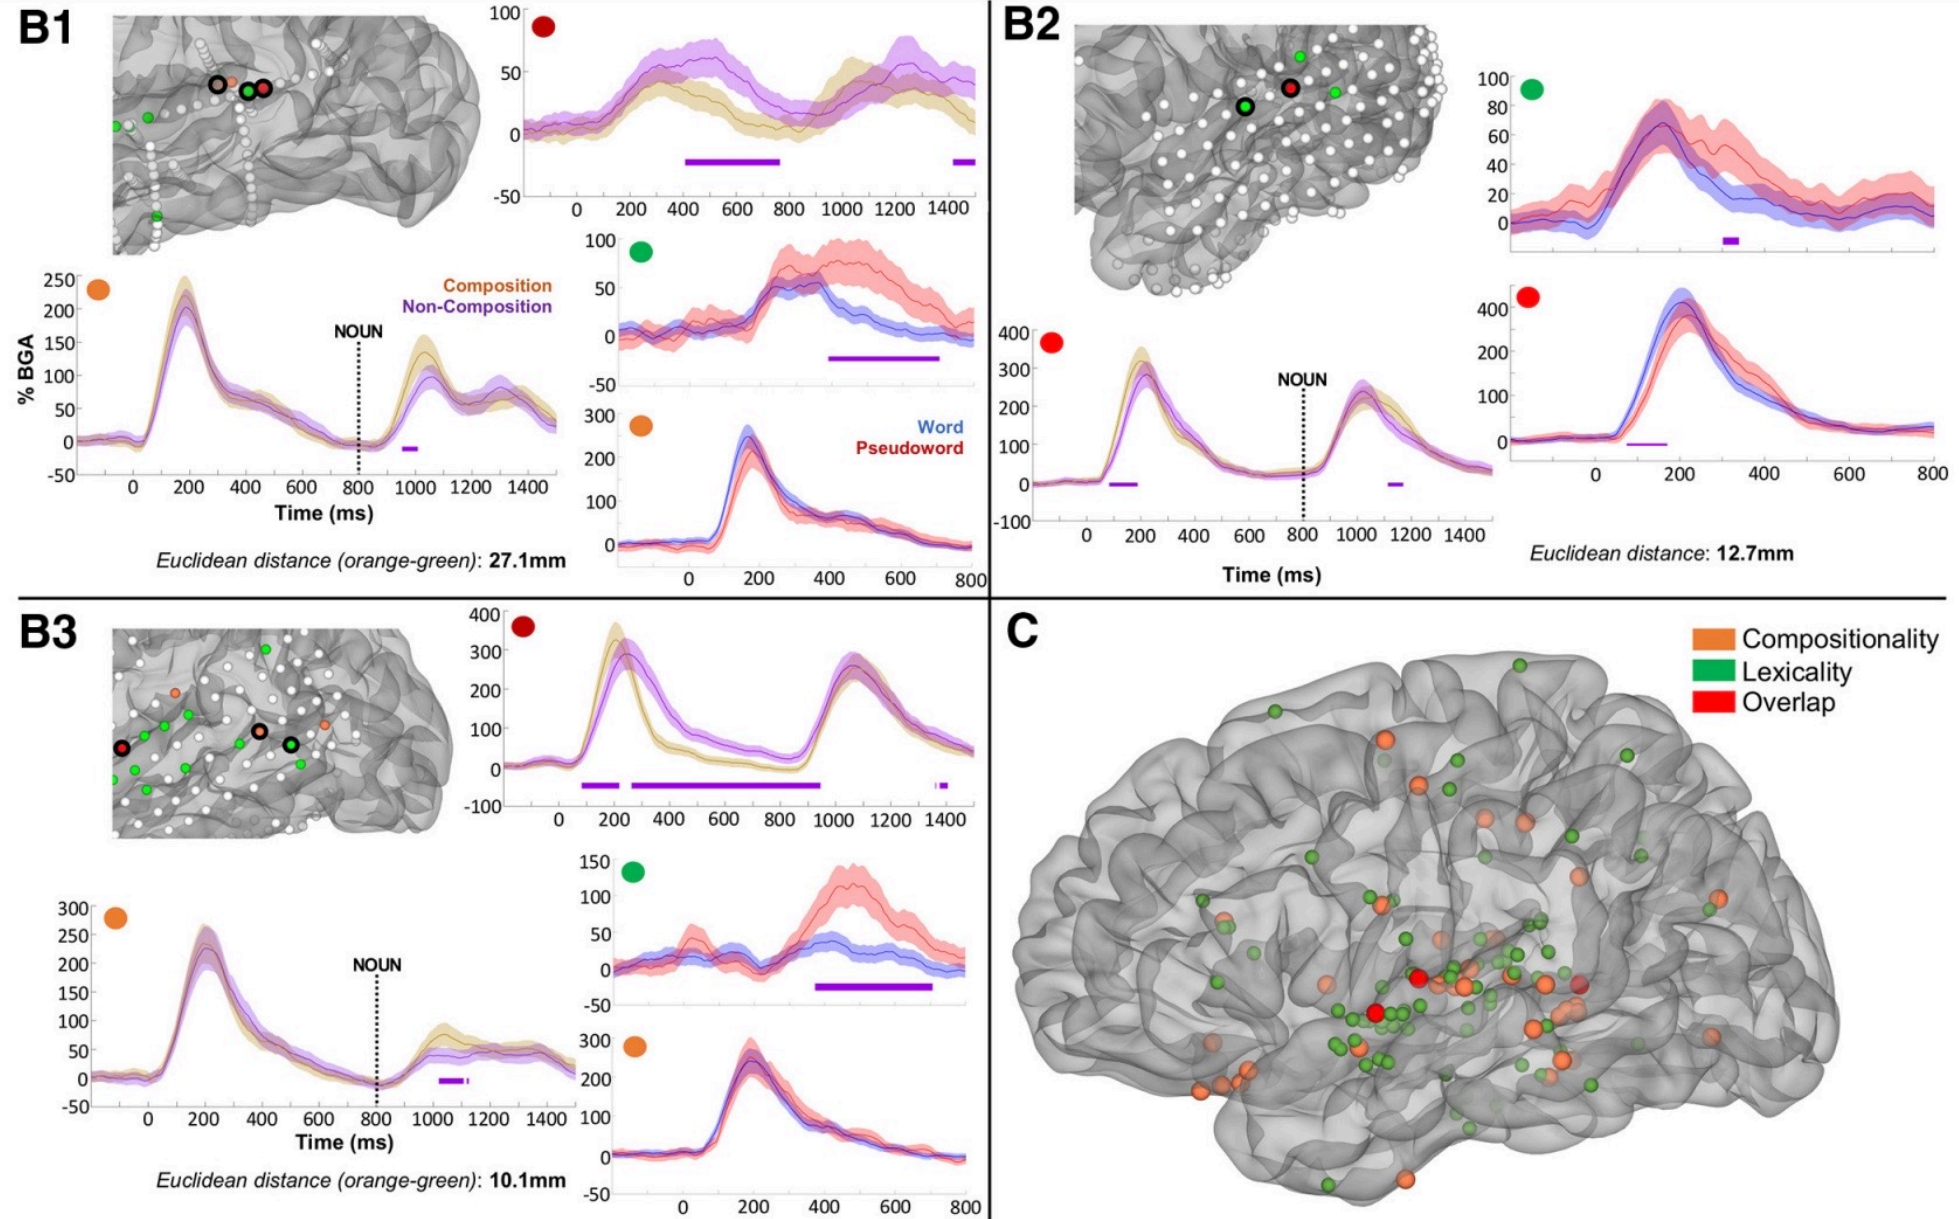 B1
100
50
0
-50
0 200 400 600 800 1000 1200 1400
% BGA
250
200
150
100
50
0
-50
Composition
Non-Composition
NOUN
0 200 400 600 800 1000 1200 1400
Time (ms)
Euclidean distance (orange-green): 27.1mm
100
50
0
-50
300
200
100
0
Word
Pseudoword
0 200 400 600 800
B2
100
80
60
40
20
0
400
300
200
100
0
-100
NOUN
0 200 400 600 800 1000 1200 1400
Time (ms)
400
200
100
0
0 200 400 600 800
Euclidean distance: 12.7mm
B3
400
300
200
100
0
-100
0 200 400 600 800 1000 1200 1400
300
250
200
150
100
50
0
-50
NOUN
0 200 400 600 800 1000 1200 1400
Time (ms)
Euclidean distance (orange-green): 10.1mm
150
100
50
0
-50
300
200
100
0
-50
0 200 400 600 800
C
Compositionality
Lexicality
Overlap